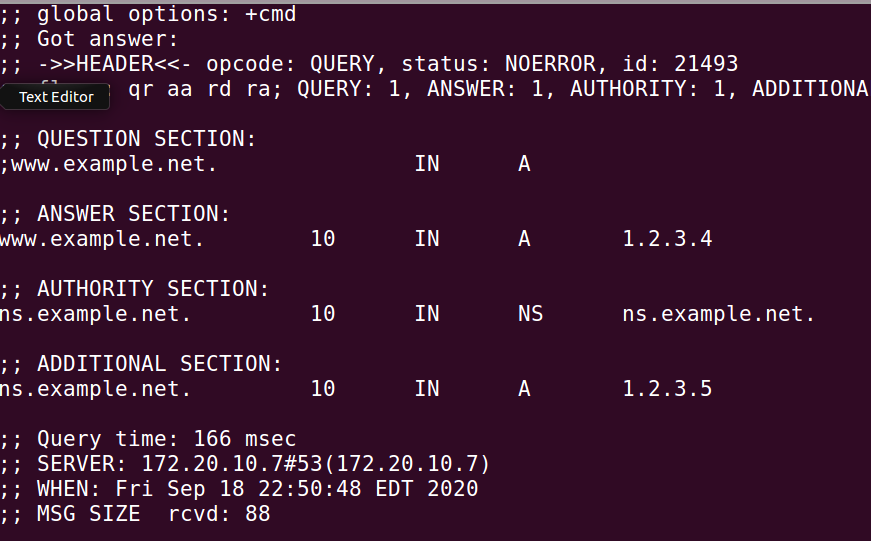 ;; global options: +cmd
;; Got answer:
;; ->>HEADER<<- opcode: QUERY, status: NOERROR, id: 21493
Text Editor
qr aa rd ra; QUERY: 1, ANSWER: 1, AUTHORITY: 1, ADDITIONA
;; QUESTION SECTION:
;www.example.net. IN A
;; ANSWER SECTION:
www.example.net. 10 IN A 1.2.3.4
;; AUTHORITY SECTION:
ns.example.net. 10 IN NS ns.example.net.
;; ADDITIONAL SECTION:
ns.example.net. 10 IN A 1.2.3.5
;; Query time: 166 msec
;; SERVER: 172.20.10.7#53(172.20.10.7)
;; WHEN: Fri Sep 18 22:50:48 EDT 2020
;; MSG SIZE rcvd: 88